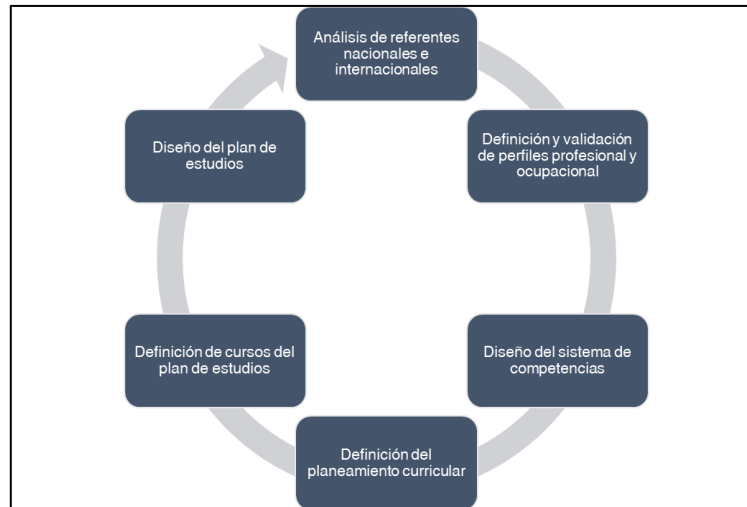 Análisis de referentes
nacionales e
internacionales
Definición y validación
de perfiles profesional y
ocupacional
Diseño del sistema de
competencias
Definición del
planeamiento curricular
Definición de cursos del
plan de estudios
Diseño del plan de
estudios